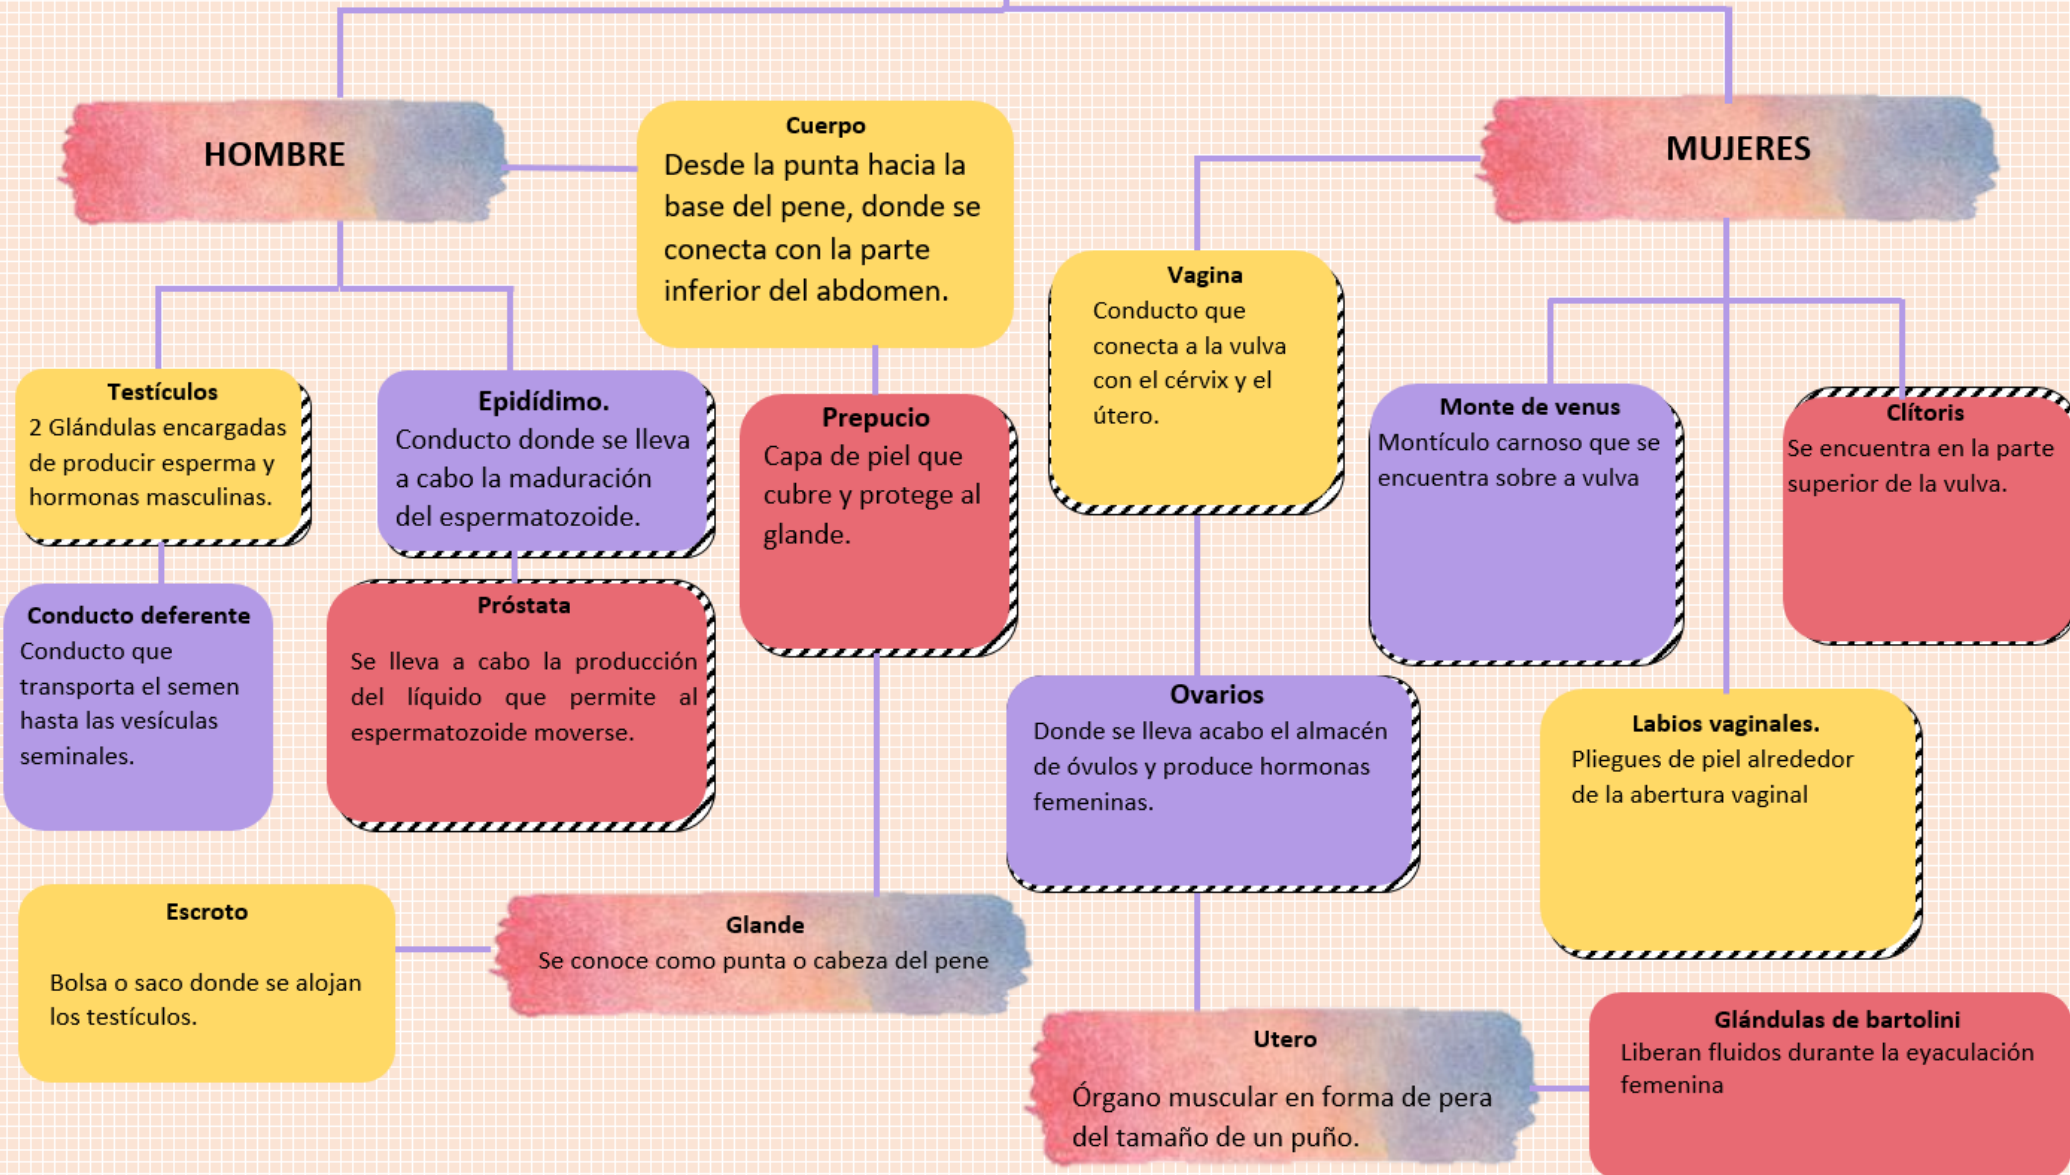 HOMBRE
Cuerpo
Desde la punta hacia la
base del pene, donde se
conecta con la parte
inferior del abdomen.
Testículos
2 Glándulas encargadas
de producir esperma y
hormonas masculinas.
Epidídimo.
Conducto donde se lleva
a cabo la maduración
del espermatozoide.
Prepucio
Capa de piel que
cubre y protege al
glande.
Conducto deferente
Conducto que
transporta el semen
hasta las vesículas
seminales.
Próstata
Se lleva a cabo la producción
del líquido que permite al
espermatozoide moverse.
Escroto
Bolsa o saco donde se alojan
los testículos.
Glande
Se conoce como punta o cabeza del pene
MUJERES
Vagina
Conducto que
conecta a la vulva
con el cérvix y el
útero.
Monte de venus
Montículo carnoso que se
encuentra sobre a vulva
Clítoris
Se encuentra en la parte
superior de la vulva.
Ovarios
Donde se lleva acabo el almacén
de óvulos y produce hormonas
femeninas.
Labios vaginales.
Pliegues de piel alrededor
de la abertura vaginal
Utero
Órgano muscular en forma de pera
del tamaño de un puño.
Glándulas de bartolini
Liberan fluidos durante la eyaculación
femenina